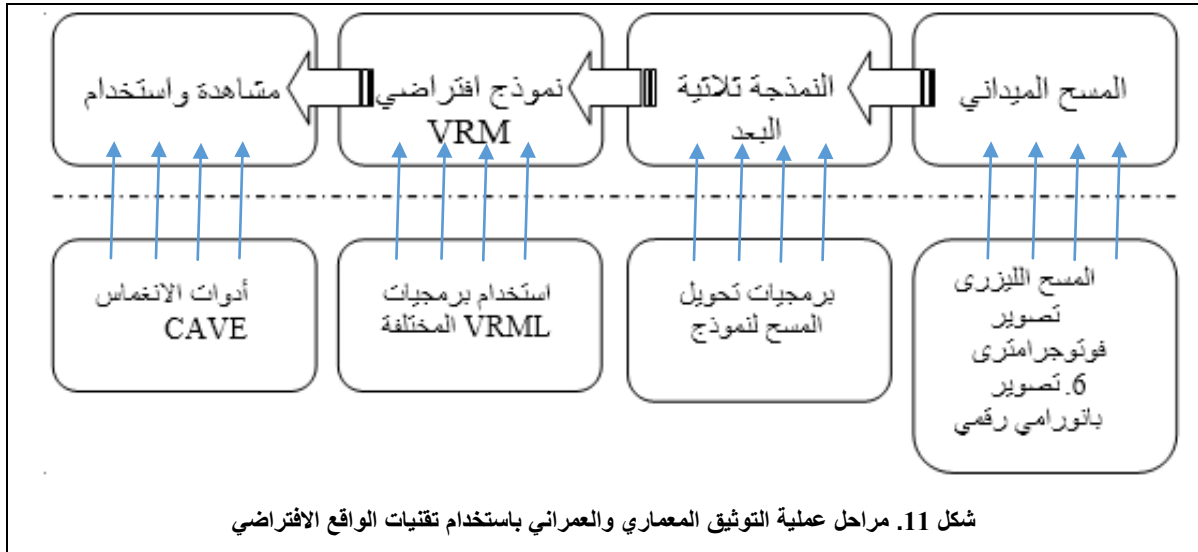 المسح الميداني
النمذجة ثلاثية
البعد
نموذج افتراضي
VRM
مشاهدة واستخدام
المسح الليزرى
تصوير
فوتوجرامترى
6. تصوير
بانورامي رقمي
برمجيات تحويل
المسح لنموذج
استخدام برمجيات
VRML المختلفة
أدوات الانغماس
CAVE
شكل 11. مراحل عملية التوثيق المعماري والعمراني باستخدام تقنيات الواقع الافتراضي